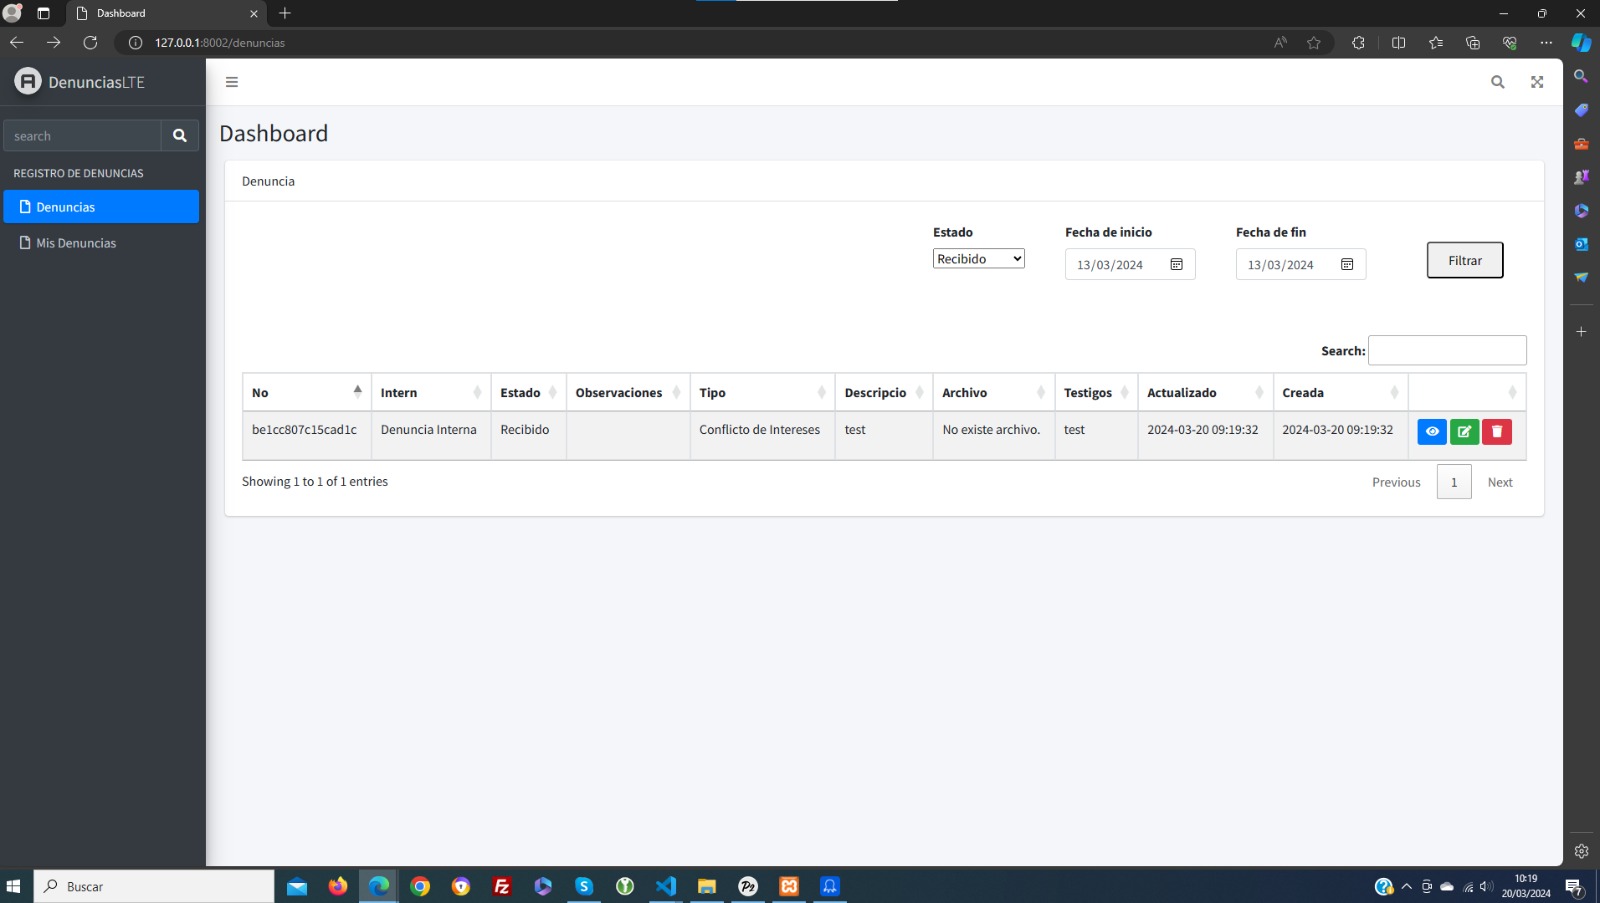 Dashboard
127.0.0.1:8002/denuncias
DenunciasLTE
search
REGISTRO DE DENUNCIAS
Denuncias
Mis Denuncias
Dashboard
Denuncia
Estado Fecha de inicio Fecha de fin
Recibido 13/03/2024 13/03/2024 Filtrar
Search:
No Intern Estado Observaciones Tipo Descripcio Archivo Testigos Actualizado Creada
be1cc807c15cad1c Denuncia Interna Recibido Conflicto de Intereses test No existe archivo. test 2024-03-20 09:19:32 2024-03-20 09:19:32
Showing 1 to 1 of 1 entries Previous 1 Next
Buscar
10:19
20/03/2024
7